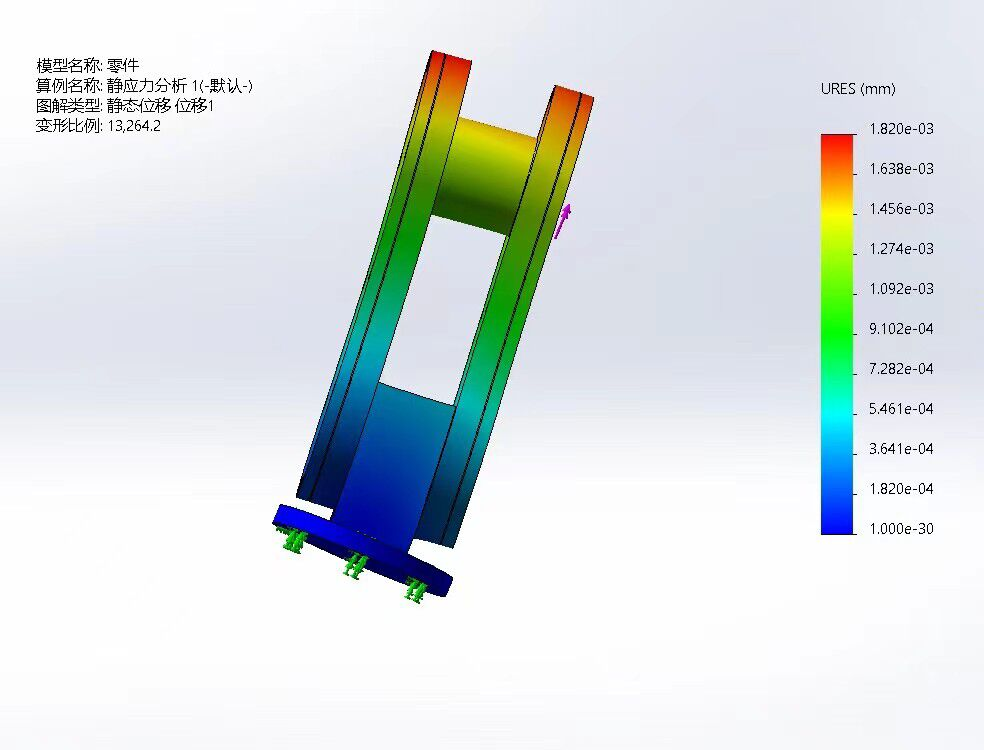 模型名称: 零件
算例名称: 静应力分析 1(-默认-)
图解类型: 静态位移 位移1
变形比例: 13,264.2
URES (mm)
1.820e-03
1.638e-03
1.456e-03
1.274e-03
1.092e-03
9.102e-04
7.282e-04
5.461e-04
3.641e-04
1.820e-04
1.000e-30